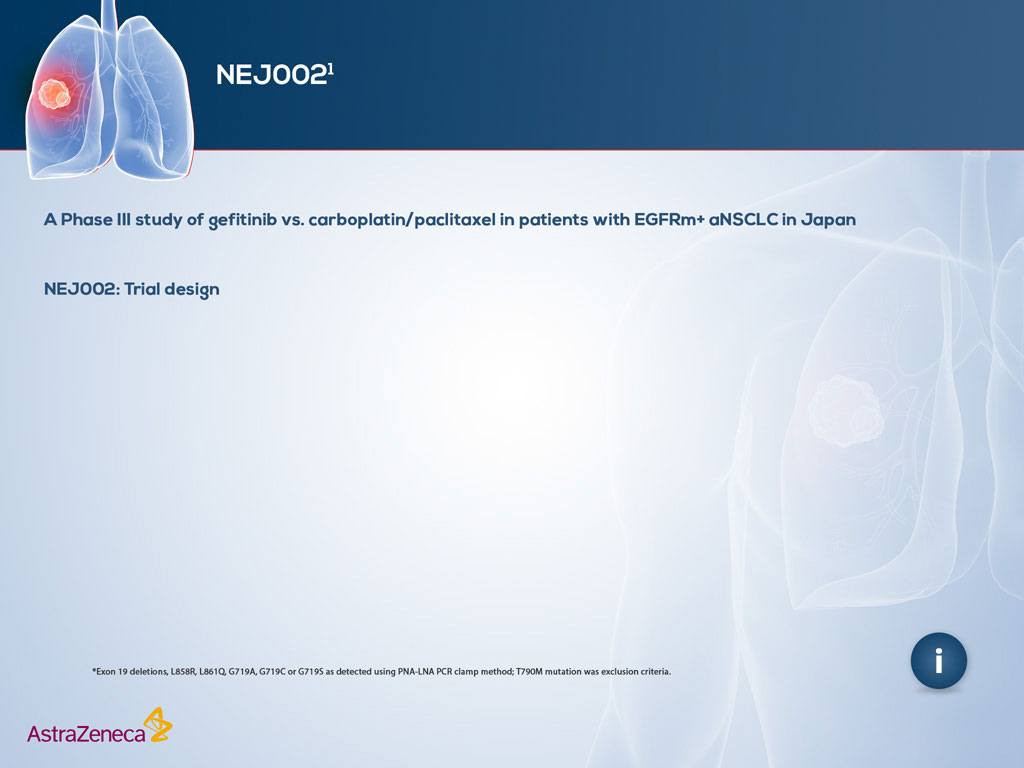 NEJ002¹
A Phase III study of gefitinib vs. carboplatin/paclitaxel in patients with EGFRm+ aNSCLC in Japan
NEJ002: Trial design
*Exon 19 deletions, L858R, L861Q, G719A, G719C or G719S as detected using PNA-LNA PCR clamp method; T790M mutation was exclusion criteria.
i
AstraZeneca